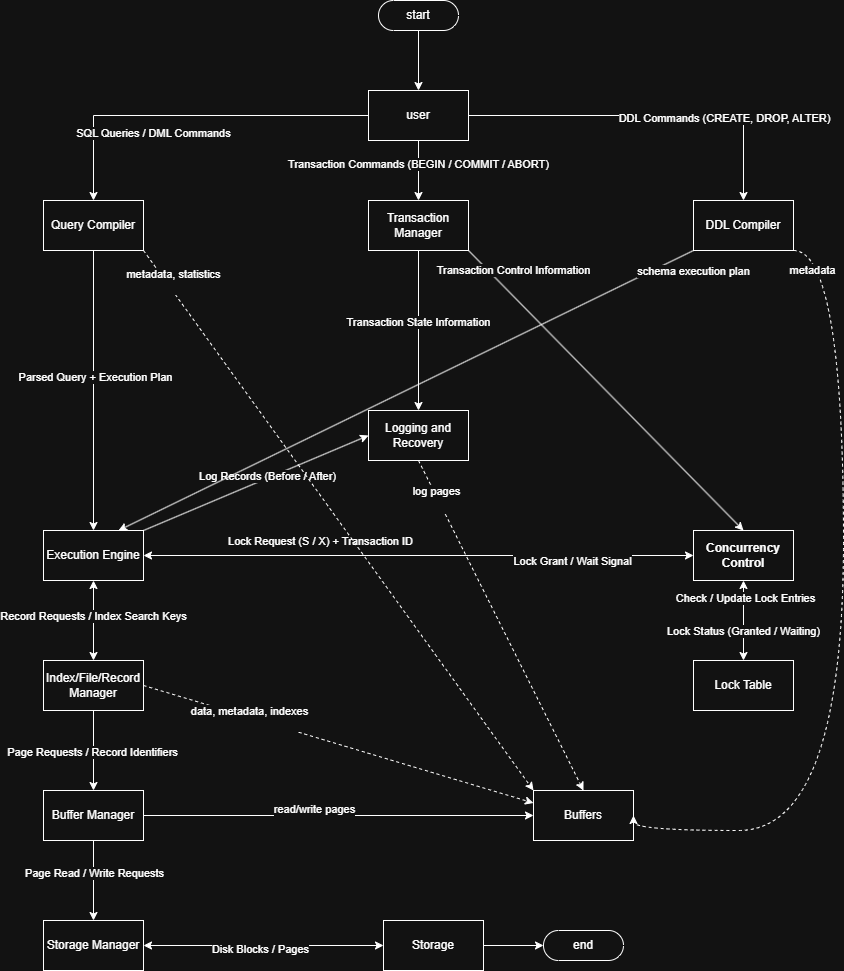 start
user
DDL Commands (CREATE, DROP, ALTER)
SQL Queries / DML Commands
Transaction Commands (BEGIN / COMMIT / ABORT)
Query Compiler
Transaction
Manager
DDL Compiler
metadata, statistics
Transaction Control Information
schema execution plan
metadata
Transaction State Information
Parsed Query + Execution Plan
Logging and
Recovery
Log Records (Before / After)
log pages
Lock Request (S / X) + Transaction ID
Execution Engine
Lock Grant / Wait Signal
Concurrency
Control
Check / Update Lock Entries
Record Requests / Index Search Keys
Lock Status (Granted / Waiting)
Index/File/Record
Manager
Lock Table
data, metadata, indexes
Page Requests / Record Identifiers
read/write pages
Buffer Manager
Buffers
Page Read / Write Requests
Storage Manager
Disk Blocks / Pages
Storage
end